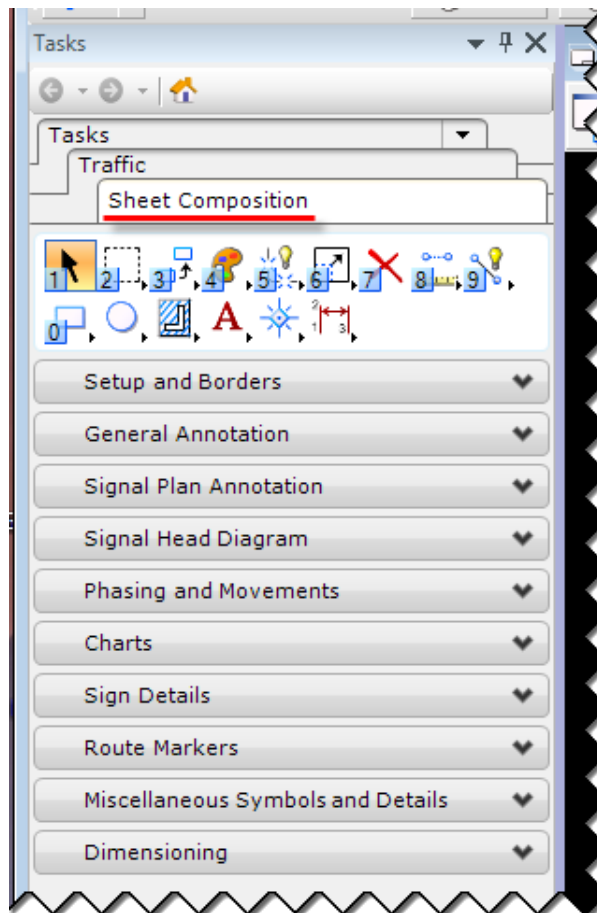 Tasks
Tasks
Traffic
Sheet Composition
1 2 3 4 5 6 7 8 9
0 A 2 1 3
Setup and Borders
General Annotation
Signal Plan Annotation
Signal Head Diagram
Phasing and Movements
Charts
Sign Details
Route Markers
Miscellaneous Symbols and Details
Dimensioning